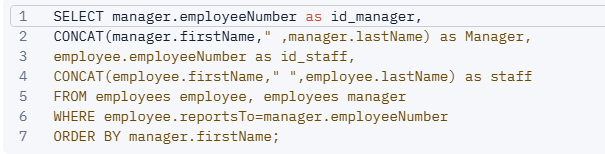 1 SELECT manager.employeeNumber as id_manager,
2 CONCAT(manager.firstName," ,manager.lastName) as Manager,
3 employee.employeeNumber as id_staff,
4 CONCAT(employee.firstName," ",employee.lastName) as staff
5 FROM employees employee, employees manager
6 WHERE employee.reportsTo=manager.employeeNumber
7 ORDER BY manager.firstName;